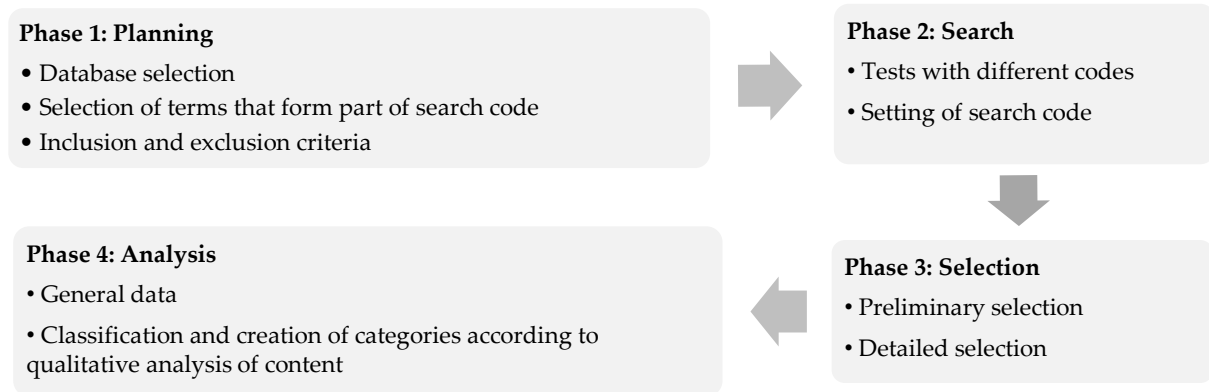 Phase 1: Planning
• Database selection
• Selection of terms that form part of search code
• Inclusion and exclusion criteria
Phase 2: Search
• Tests with different codes
• Setting of search code
Phase 3: Selection
• Preliminary selection
• Detailed selection
Phase 4: Analysis
• General data
• Classification and creation of categories according to
qualitative analysis of content